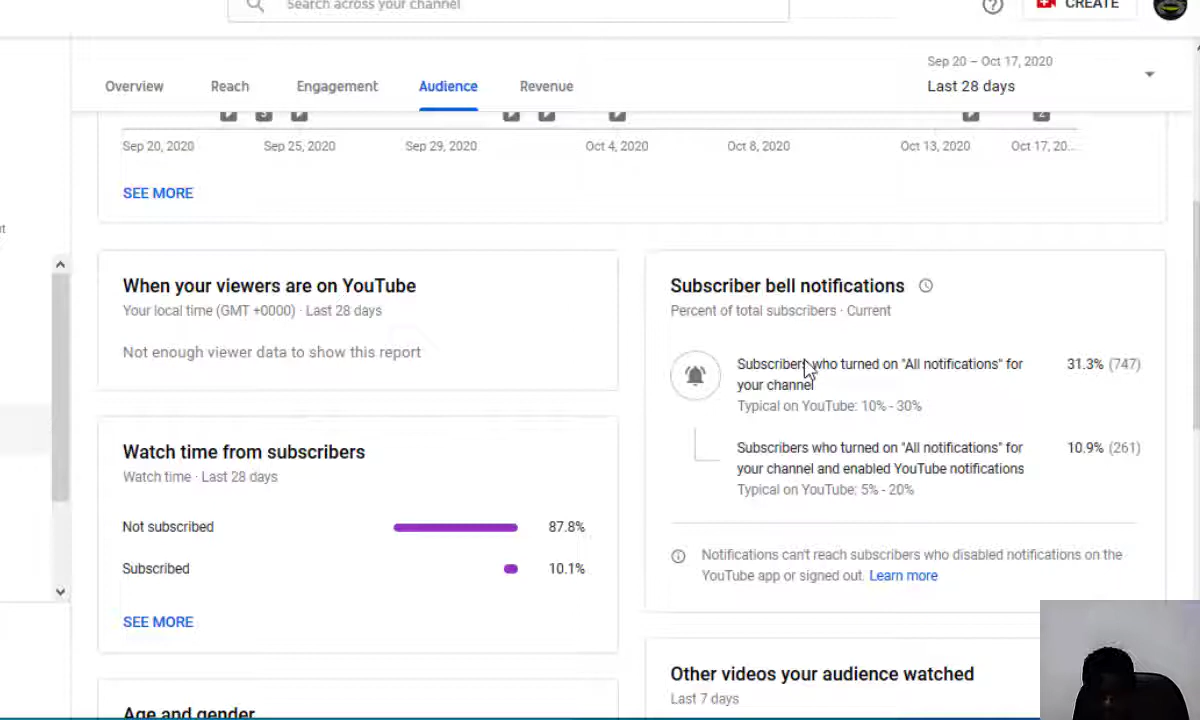 Search across your channel
CREATE
Overview
Reach
Engagement
Audience
Revenue
Sep 20 – Oct 17, 2020
Last 28 days
Sep 20, 2020
Sep 25, 2020
Sep 29, 2020
Oct 4, 2020
Oct 8, 2020
Oct 13, 2020
Oct 17, 20...
SEE MORE
When your viewers are on YouTube
Your local time (GMT +0000) · Last 28 days
Not enough viewer data to show this report
Watch time from subscribers
Watch time · Last 28 days
Not subscribed 87.8%
Subscribed 10.1%
SEE MORE
Age and gender
Subscriber bell notifications
Percent of total subscribers · Current
Subscribers who turned on "All notifications" for 31.3% (747)
your channel
Typical on YouTube: 10% - 30%
Subscribers who turned on "All notifications" for 10.9% (261)
your channel and enabled YouTube notifications
Typical on YouTube: 5% - 20%
Notifications can't reach subscribers who disabled notifications on the
YouTube app or signed out. Learn more
Other videos your audience watched
Last 7 days